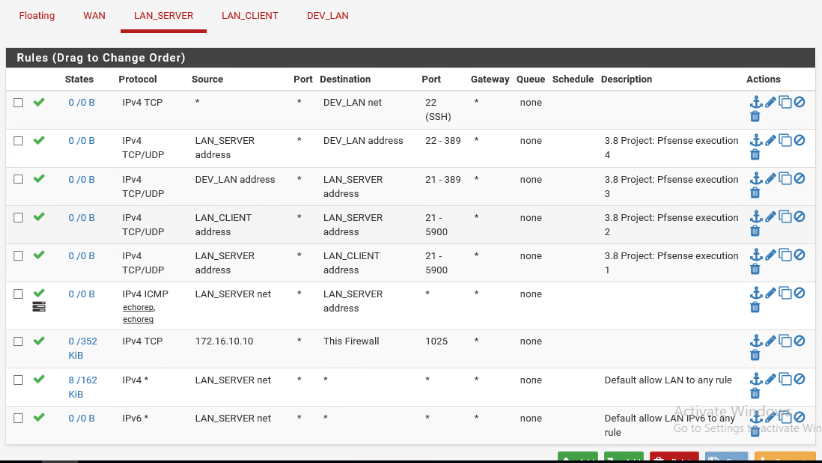 Floating WAN LAN_SERVER LAN_CLIENT DEV_LAN
Rules (Drag to Change Order)
States Protocol Source Port Destination Port Gateway Queue Schedule Description Actions
0 /0 B IPv4 TCP * * DEV_LAN net 22 * none
(SSH)
0 /0 B IPv4 LAN_SERVER * DEV_LAN address 22 - 389 * none 3.8 Project: Pfsense execution
TCP/UDP address 4
0 /0 B IPv4 DEV_LAN address * LAN_SERVER 21 - 389 * none 3.8 Project: Pfsense execution
TCP/UDP address 3
0 /0 B IPv4 LAN_CLIENT * LAN_SERVER 21 - * none 3.8 Project: Pfsense execution
TCP/UDP address address 5900 2
0 /0 B IPv4 LAN_SERVER * LAN_CLIENT 21 - * none 3.8 Project: Pfsense execution
TCP/UDP address address 5900 1
0 /0 B IPv4 ICMP LAN_SERVER net * LAN_SERVER * * none
echorep, address
echoreq
0 /352 IPv4 TCP 172.16.10.10 * This Firewall 1025 * none
KiB
8 /162 IPv4 * LAN_SERVER net * * * * none Default allow LAN to any rule
KiB
0 /0 B IPv6 * LAN_SERVER net * * * * none Default allow LAN IPv6 to any
rule
Activate Windows
Go to Settings to activate Win